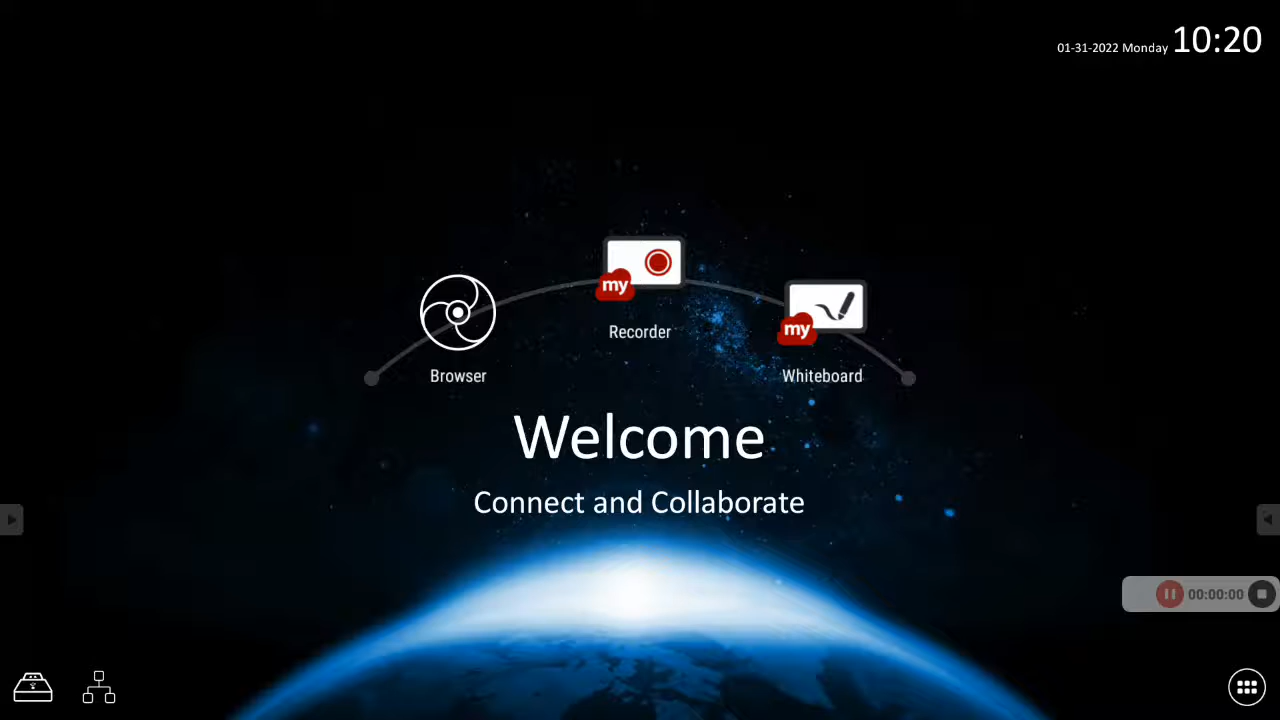 01-31-2022 Monday 10:20
my
Recorder
my
Browser
Whiteboard
Welcome
Connect and Collaborate
00:00:00